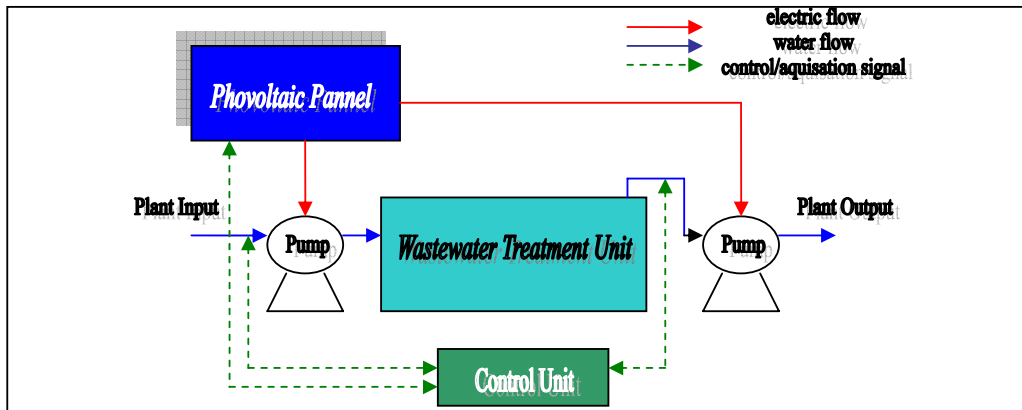 electric flow
water flow
control/aquisation signal
Phovoltaic Pannel
Plant Input
Pump
Wastewater Treatment Unit
Pump
Plant Output
Control Unit